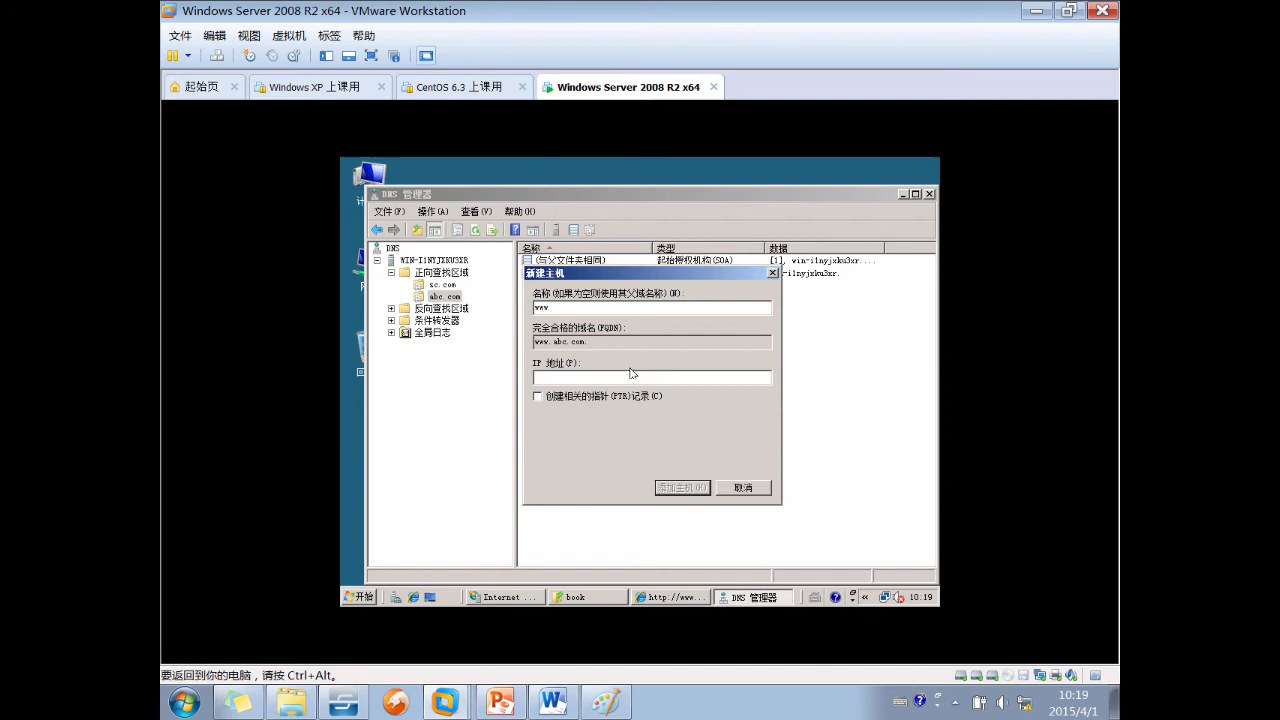 Windows Server 2008 R2 x64 - VMware Workstation
文件 编辑 视图 虚拟机 标签 帮助
起始页 Windows XP 上课用 CentOS 6.3 上课用 Windows Server 2008 R2 x64
DNS 管理器
文件(F) 操作(A) 查看(V) 帮助(H)
DNS
WIN-I1NYJXKU3XR
正向查找区域
sc.com
abc.com
反向查找区域
条件转发器
全局日志
名称 类型 数据
(与父文件夹相同) 起始授权机构(SOA) [1], win-i1nyjxku3xr....
-i1nyjxku3xr.
新建主机
名称(如果为空则使用其父域名称)(N):
www
完全合格的域名(FQDN):
www.abc.com.
IP 地址(P):
创建相关的指针(PTR)记录(C)
添加主机(H) 取消
开始 Internet ... book http://www... DNS 管理器 10:19
要返回到你的电脑，请按 Ctrl+Alt。
10:19
2015/4/1